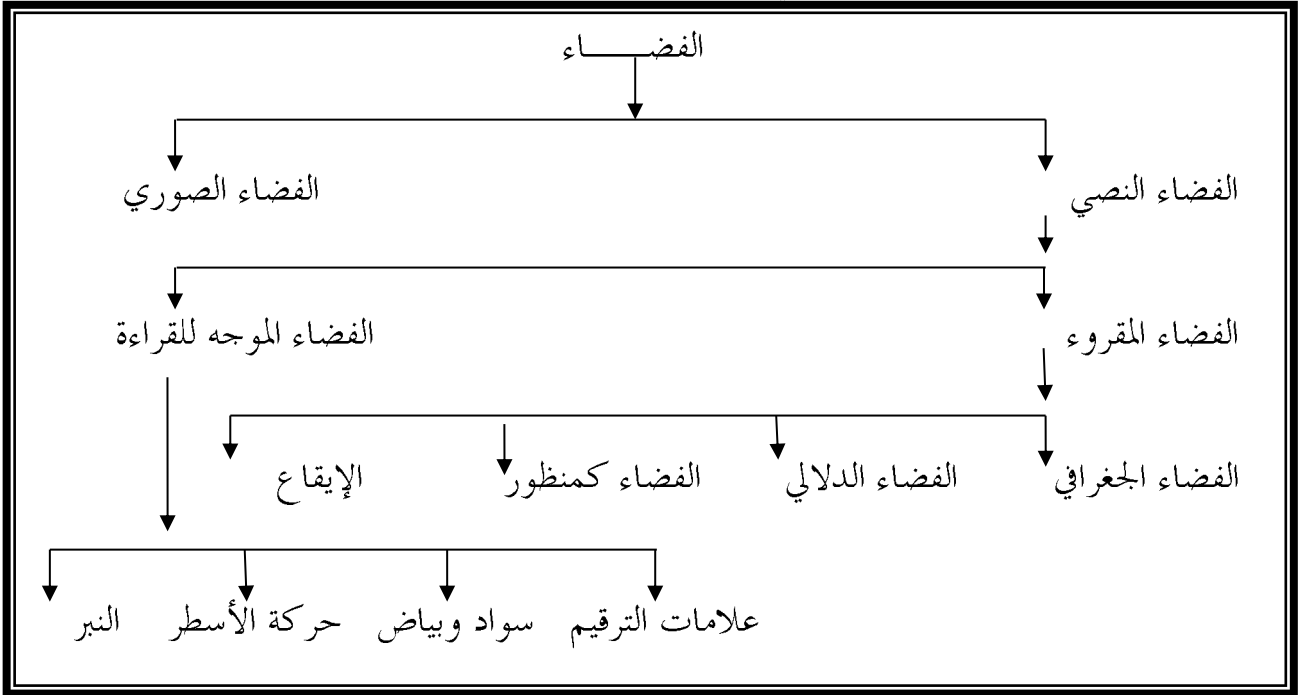 الفضـــــاء
الفضاء النصي الفضاء الصوري
الفضاء المقروء الفضاء الموجه للقراءة
الفضاء الجغرافي الفضاء الدلالي الفضاء كمنظور الإيقاع
علامات الترقيم سواد وبياض حركة الأسطر النبر